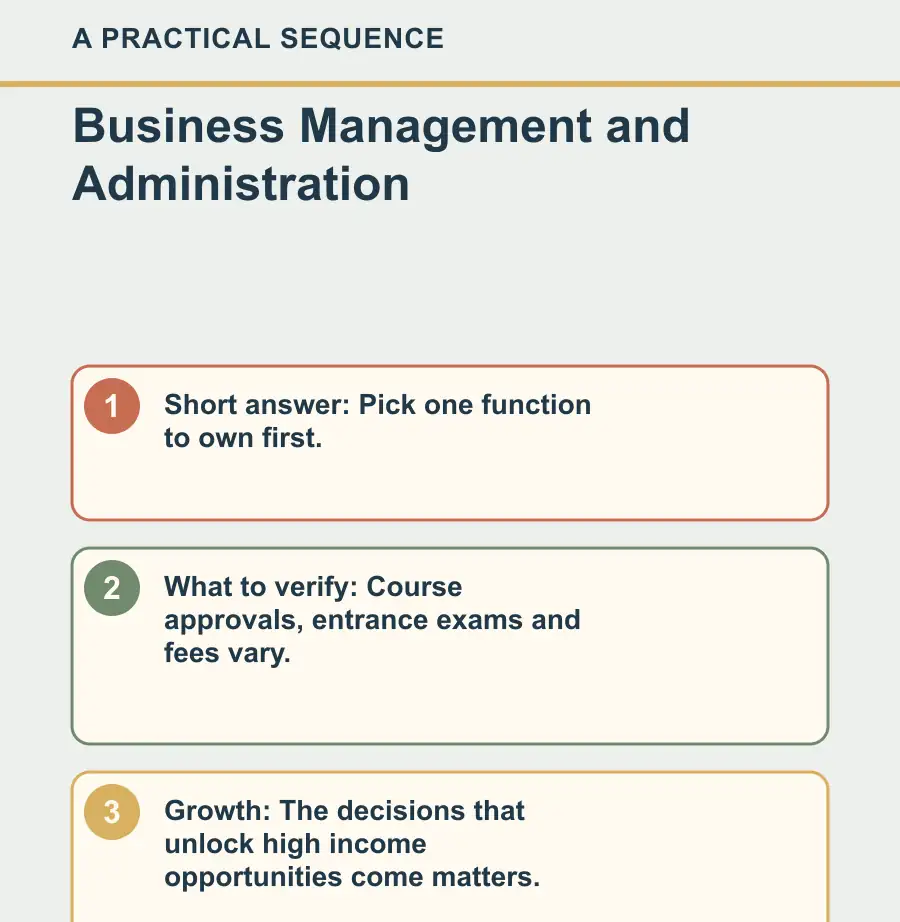 A PRACTICAL SEQUENCE
Business Management and
Administration
1
Short answer: Pick one function
to own first.
2
What to verify: Course
approvals, entrance exams and
fees vary.
3
Growth: The decisions that
unlock high income
opportunities come matters.